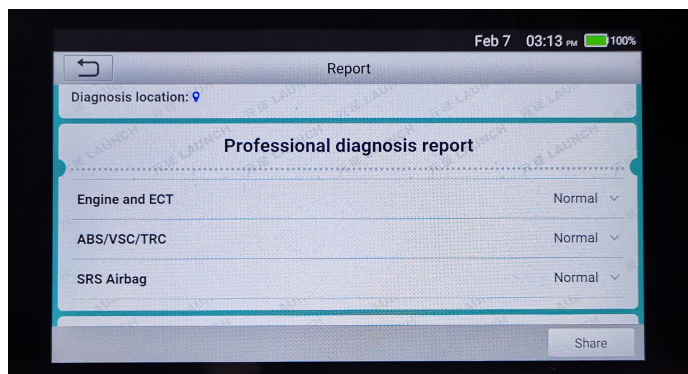 Feb 7 03:13 PM 100%
Report
Diagnosis location:
Professional diagnosis report
Engine and ECT Normal
ABS/VSC/TRC Normal
SRS Airbag Normal
Share
LAUNCH